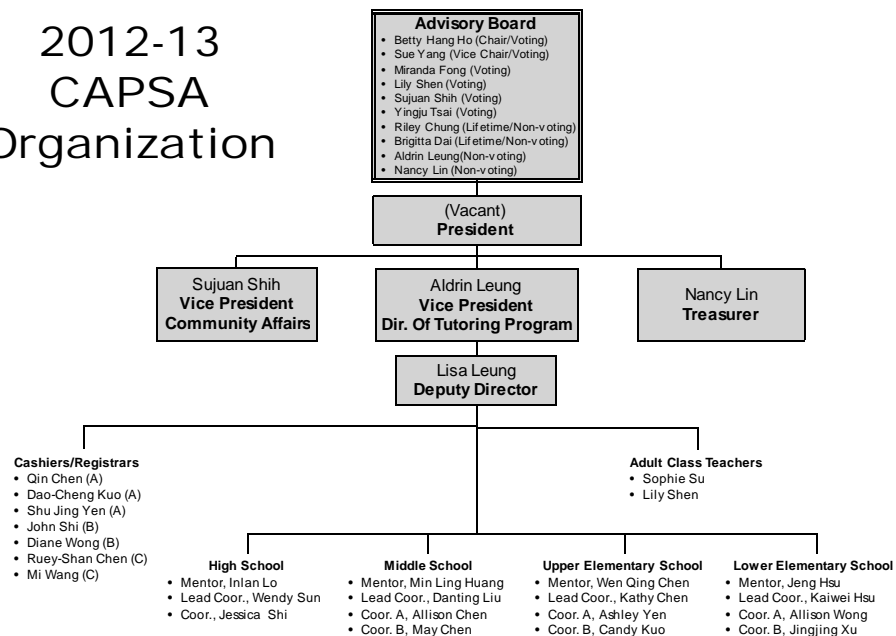 2012-13
CAPSA
Organization
Advisory Board
• Betty Hang Ho (Chair/Voting)
• Sue Yang (Vice Chair/Voting)
• Miranda Fong (Voting)
• Lily Shen (Voting)
• Sujuan Shih (Voting)
• Yingju Tsai (Voting)
• Riley Chung (Lifetime/Non-voting)
• Brigitta Dai (Lifetime/Non-voting)
• Aldrin Leung(Non-voting)
• Nancy Lin (Non-voting)
(Vacant)
President
Sujuan Shih
Vice President
Community Affairs
Aldrin Leung
Vice President
Dir. Of Tutoring Program
Nancy Lin
Treasurer
Lisa Leung
Deputy Director
Cashiers/Registrars
• Qin Chen (A)
• Dao-Cheng Kuo (A)
• Shu Jing Yen (A)
• John Shi (B)
• Diane Wong (B)
• Ruey-Shan Chen (C)
• Mi Wang (C)
Adult Class Teachers
• Sophie Su
• Lily Shen
High School
• Mentor, Inlan Lo
• Lead Coor., Wendy Sun
• Coor., Jessica Shi
Middle School
• Mentor, Min Ling Huang
• Lead Coor., Danting Liu
• Coor. A, Allison Chen
• Coor. B, May Chen
Upper Elementary School
• Mentor, Wen Qing Chen
• Lead Coor., Kathy Chen
• Coor. A, Ashley Yen
• Coor. B, Candy Kuo
Lower Elementary School
• Mentor, Jeng Hsu
• Lead Coor., Kaiwei Hsu
• Coor. A, Allison Wong
• Coor. B, Jingjing Xu